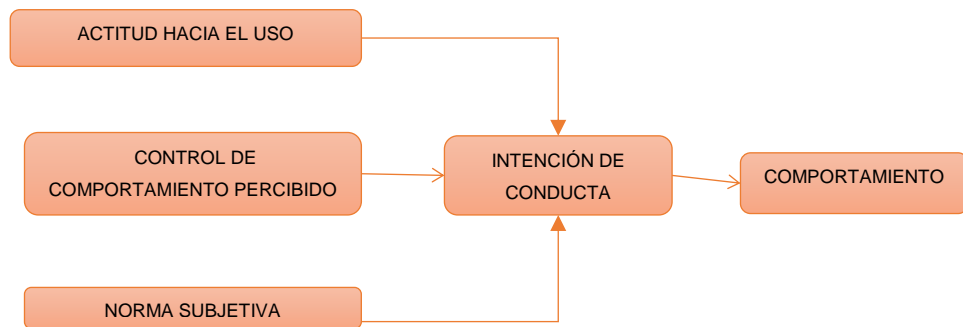 ACTITUD HACIA EL USO
CONTROL DE
COMPORTAMIENTO PERCIBIDO
INTENCIÓN DE
CONDUCTA
COMPORTAMIENTO
NORMA SUBJETIVA